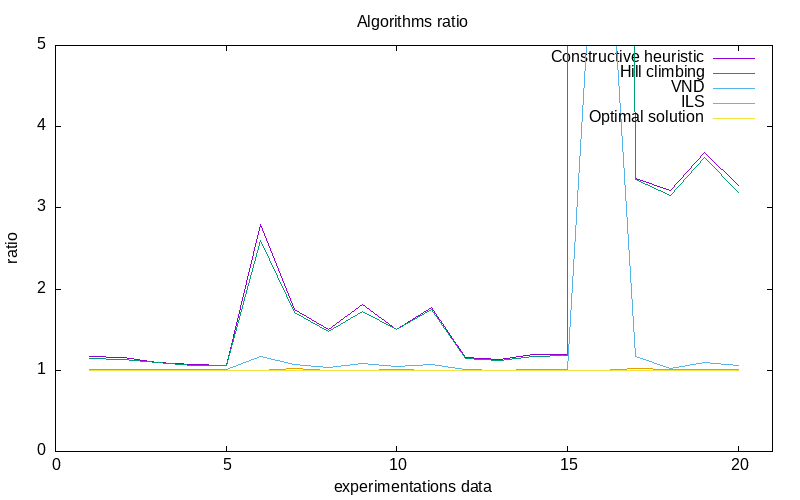 Algorithms ratio
5
Constructive heuristic
Hill climbing
VND
ILS
Optimal solution
4
3
ratio
2
1
0
0 5 10 15 20
experimentations data